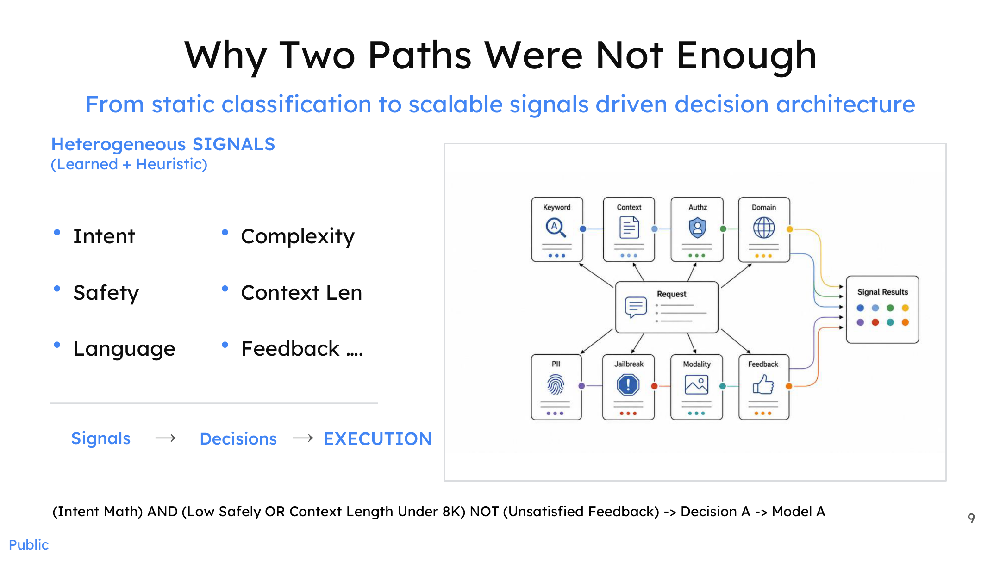 Why Two Paths Were Not Enough
From static classification to scalable signals driven decision architecture
Heterogeneous SIGNALS
(Learned + Heuristic)
• Intent
• Complexity
• Safety
• Context Len
• Language
• Feedback ....
Signals → Decisions → EXECUTION
Keyword
A
Context
Authz
Domain
Request
Signal Results
PII
Jailbreak
!
Modality
Feedback
(Intent Math) AND (Low Safely OR Context Length Under 8K) NOT (Unsatisfied Feedback) -> Decision A -> Model A
9
Public